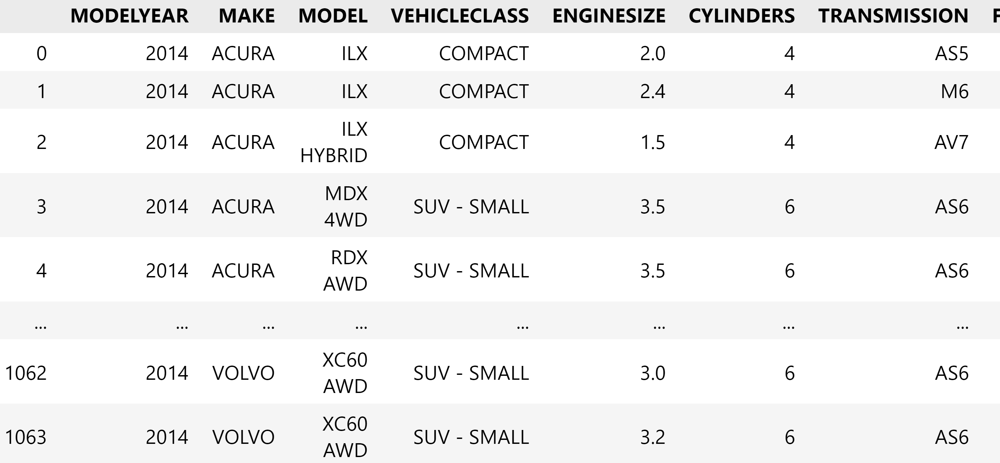 MODELYEAR MAKE MODEL VEHICLECLASS ENGINESIZE CYLINDERS TRANSMISSION
0 2014 ACURA ILX COMPACT 2.0 4 AS5
1 2014 ACURA ILX COMPACT 2.4 4 M6
2 2014 ACURA ILX HYBRID COMPACT 1.5 4 AV7
3 2014 ACURA MDX 4WD SUV - SMALL 3.5 6 AS6
4 2014 ACURA RDX AWD SUV - SMALL 3.5 6 AS6
... ... ... ... ... ... ... ...
1062 2014 VOLVO XC60 AWD SUV - SMALL 3.0 6 AS6
1063 2014 VOLVO XC60 AWD SUV - SMALL 3.2 6 AS6